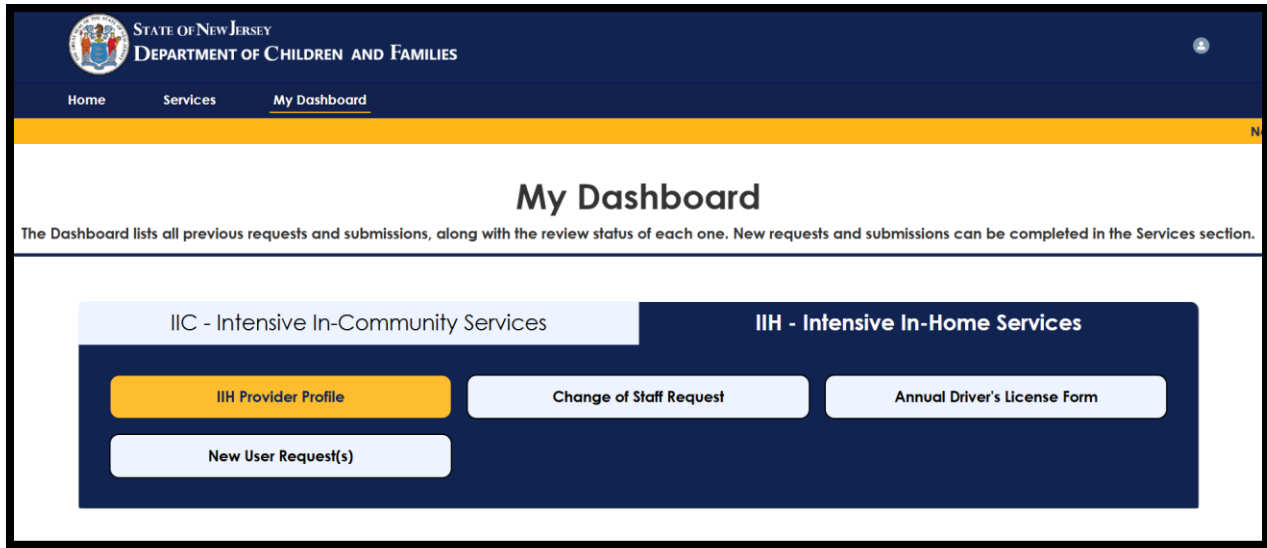 STATE OF NEW JERSEY
DEPARTMENT OF CHILDREN AND FAMILIES
Home Services My Dashboard
My Dashboard
The Dashboard lists all previous requests and submissions, along with the review status of each one. New requests and submissions can be completed in the Services section.
IIC - Intensive In-Community Services IIH - Intensive In-Home Services
IIH Provider Profile Change of Staff Request Annual Driver's License Form
New User Request(s)